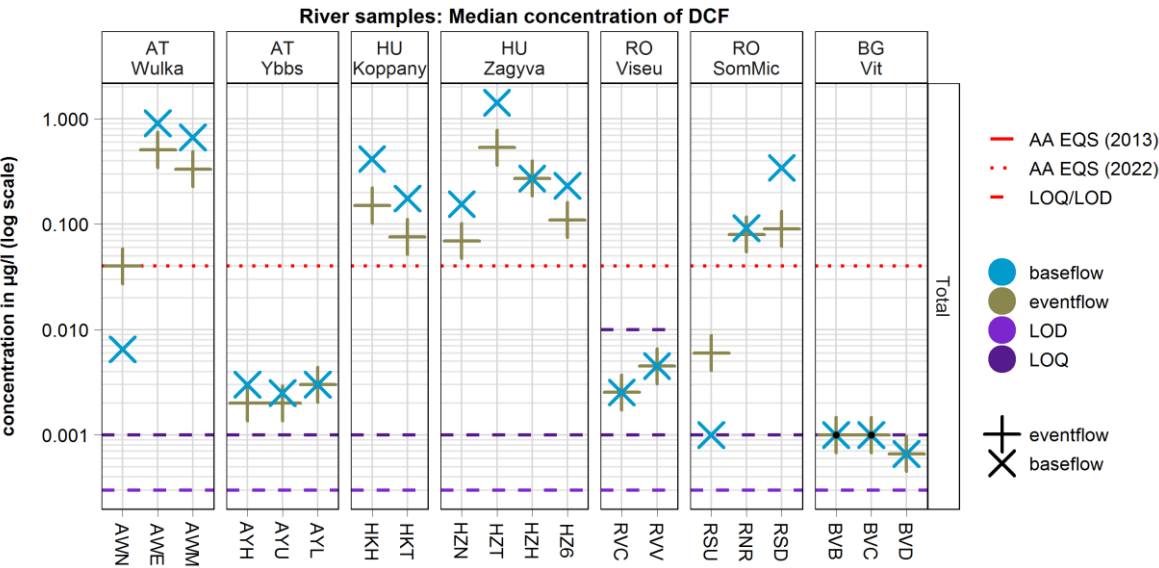 River samples: Median concentration of DCF
AT
Wulka
AT
Ybbs
HU
Koppany
HU
Zagyva
RO
Viseu
RO
SomMic
BG
Vit
concentration in µg/l (log scale)
1.000
0.100
0.010
0.001
Total
AWN
AWE
AWM
AYH
AYU
AYL
HKH
HKT
HZN
HZT
HZH
HZ6
RVC
RVV
RSU
RNR
RSD
BVB
BVC
BVD
AA EQS (2013)
AA EQS (2022)
LOQ/LOD
baseflow
eventflow
LOD
LOQ
eventflow
baseflow